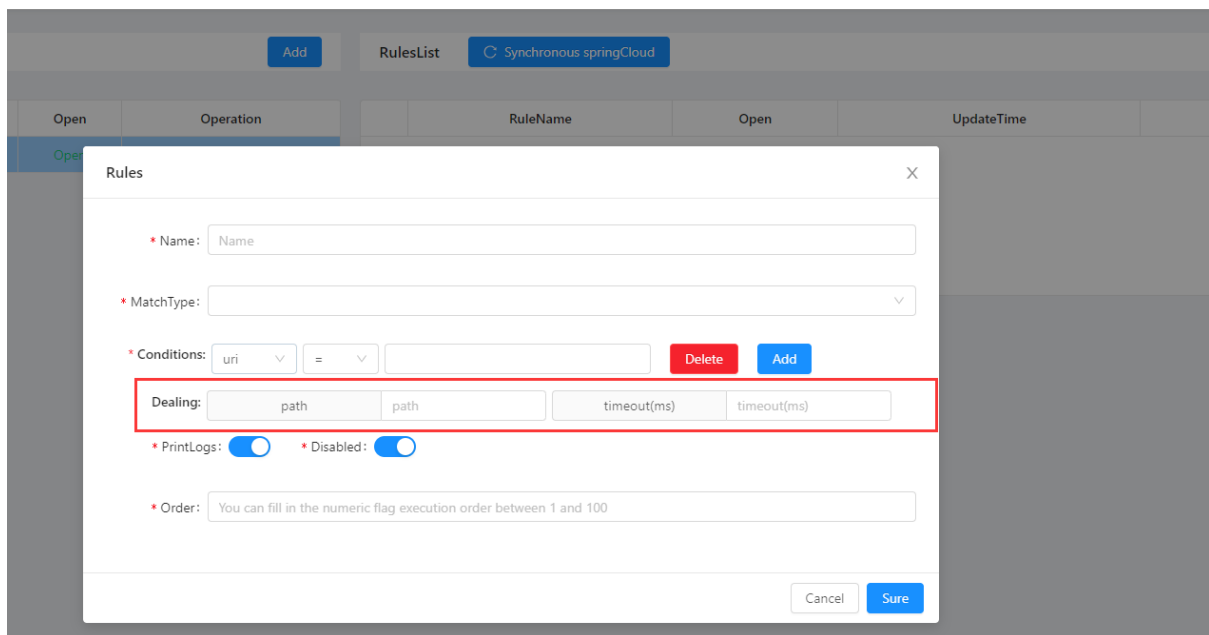 Add RulesList Synchronous springCloud
Open Operation RuleName Open UpdateTime
Open
Rules
* Name: Name
* MatchType:
* Conditions: uri = Delete Add
Dealing: path path timeout(ms) timeout(ms)
* PrintLogs: * Disabled:
* Order: You can fill in the numeric flag execution order between 1 and 100
Cancel Sure